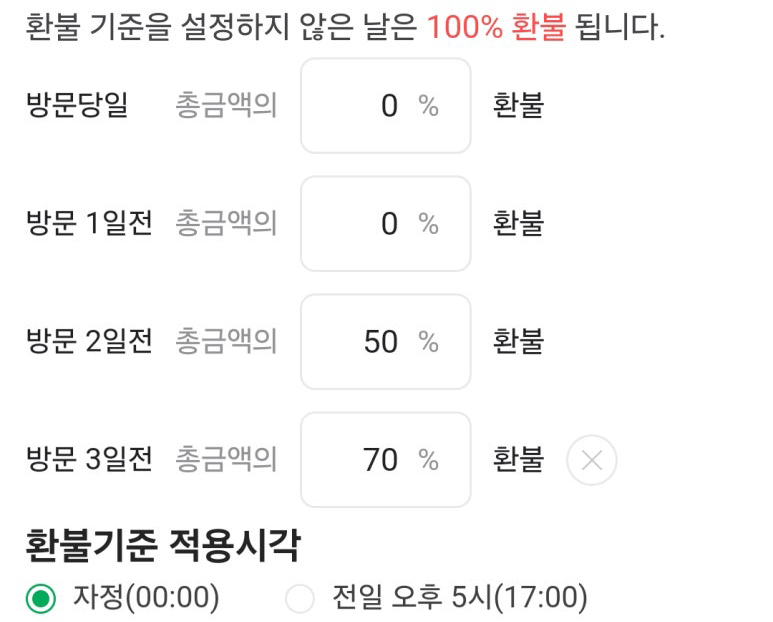 환불 기준을 설정하지 않은 날은 100% 환불 됩니다.
방문당일 총금액의 0 % 환불
방문 1일전 총금액의 0 % 환불
방문 2일전 총금액의 50 % 환불
방문 3일전 총금액의 70 % 환불
환불기준 적용시각
자정(00:00) 전일 오후 5시(17:00)